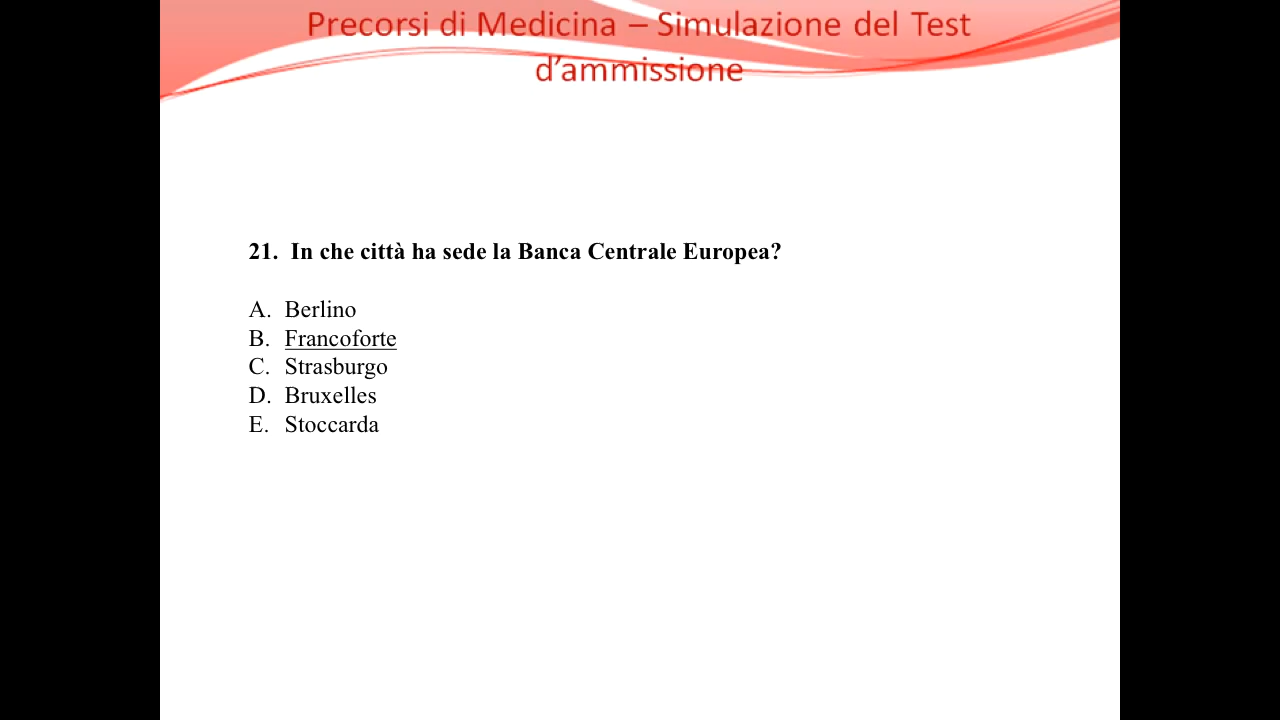 Precorsi di Medicina – Simulazione del Test
d’ammissione
21. In che città ha sede la Banca Centrale Europea?
A. Berlino
B. Francoforte
C. Strasburgo
D. Bruxelles
E. Stoccarda